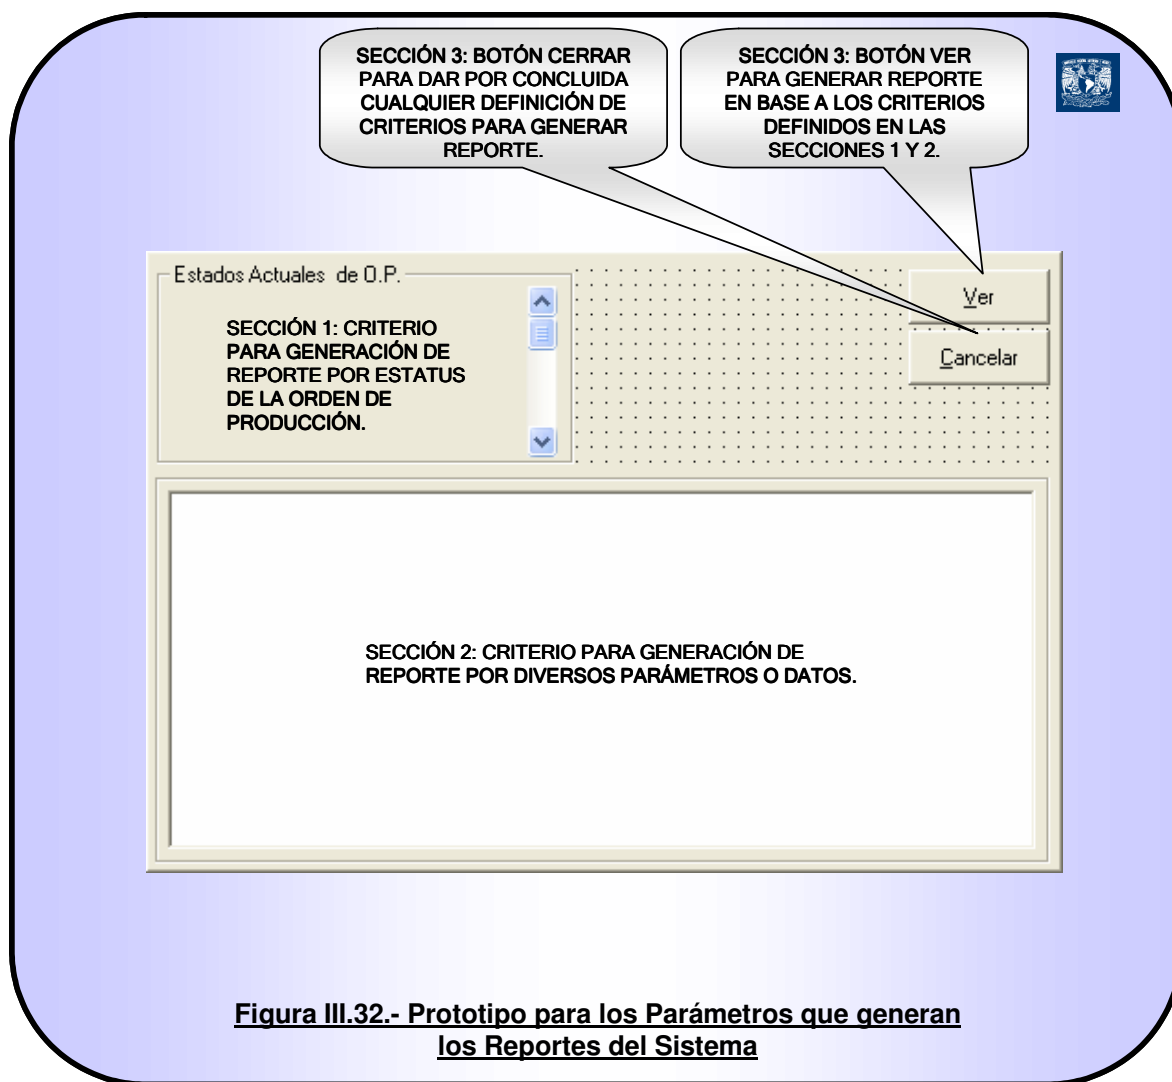 SECCIÓN 3: BOTÓN CERRAR
PARA DAR POR CONCLUIDA
CUALQUIER DEFINICIÓN DE
CRITERIOS PARA GENERAR
REPORTE.
SECCIÓN 3: BOTÓN VER
PARA GENERAR REPORTE
EN BASE A LOS CRITERIOS
DEFINIDOS EN LAS
SECCIONES 1 Y 2.
Estados Actuales de O.P.
SECCIÓN 1: CRITERIO
PARA GENERACIÓN DE
REPORTE POR ESTATUS
DE LA ORDEN DE
PRODUCCIÓN.
Ver
Cancelar
SECCIÓN 2: CRITERIO PARA GENERACIÓN DE
REPORTE POR DIVERSOS PARÁMETROS O DATOS.
Figura III.32.- Prototipo para los Parámetros que generan
los Reportes del Sistema